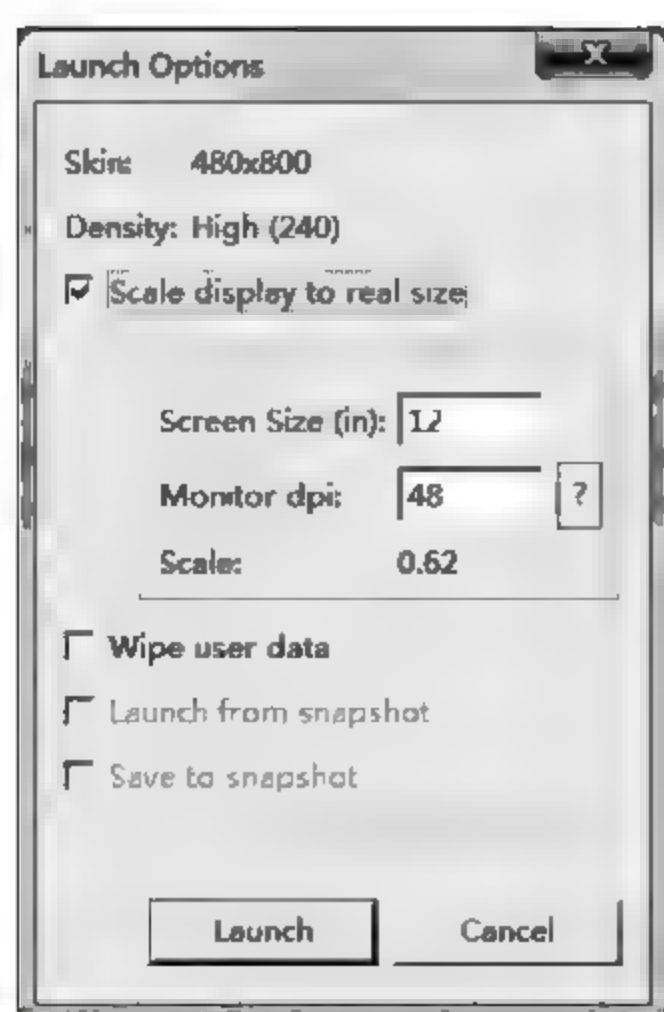 Launch Options
X
Skin: 480x800
Density: High (240)
Scale display to real size
Screen Size (in): 12
Monitor dpi: 48 ?
Scale: 0.62
Wipe user data
Launch from snapshot
Save to snapshot
Launch Cancel